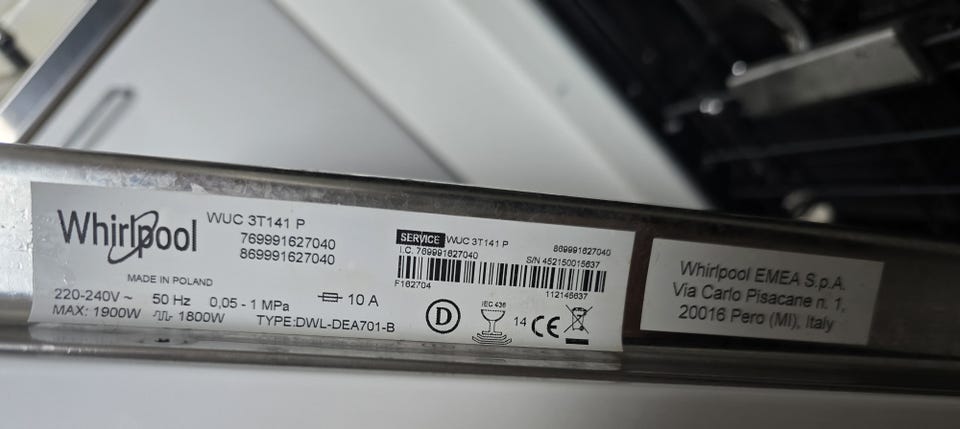 Whirlpool
WUC 3T141 P
769991627040
869991627040
MADE IN POLAND
220-240V ~ 50 Hz 0,05 - 1 MPa 10 A
MAX: 1900W 1800W TYPE:DWL-DEA701-B
SERVICE WUC 3T141 P 869991627040
I.C. 769991627040 S/N 452150015637
F162704 112145637
D IEC 436 14 CE
Whirlpool EMEA S.p.A.
Via Carlo Pisacane n. 1,
20016 Pero (MI), Italy